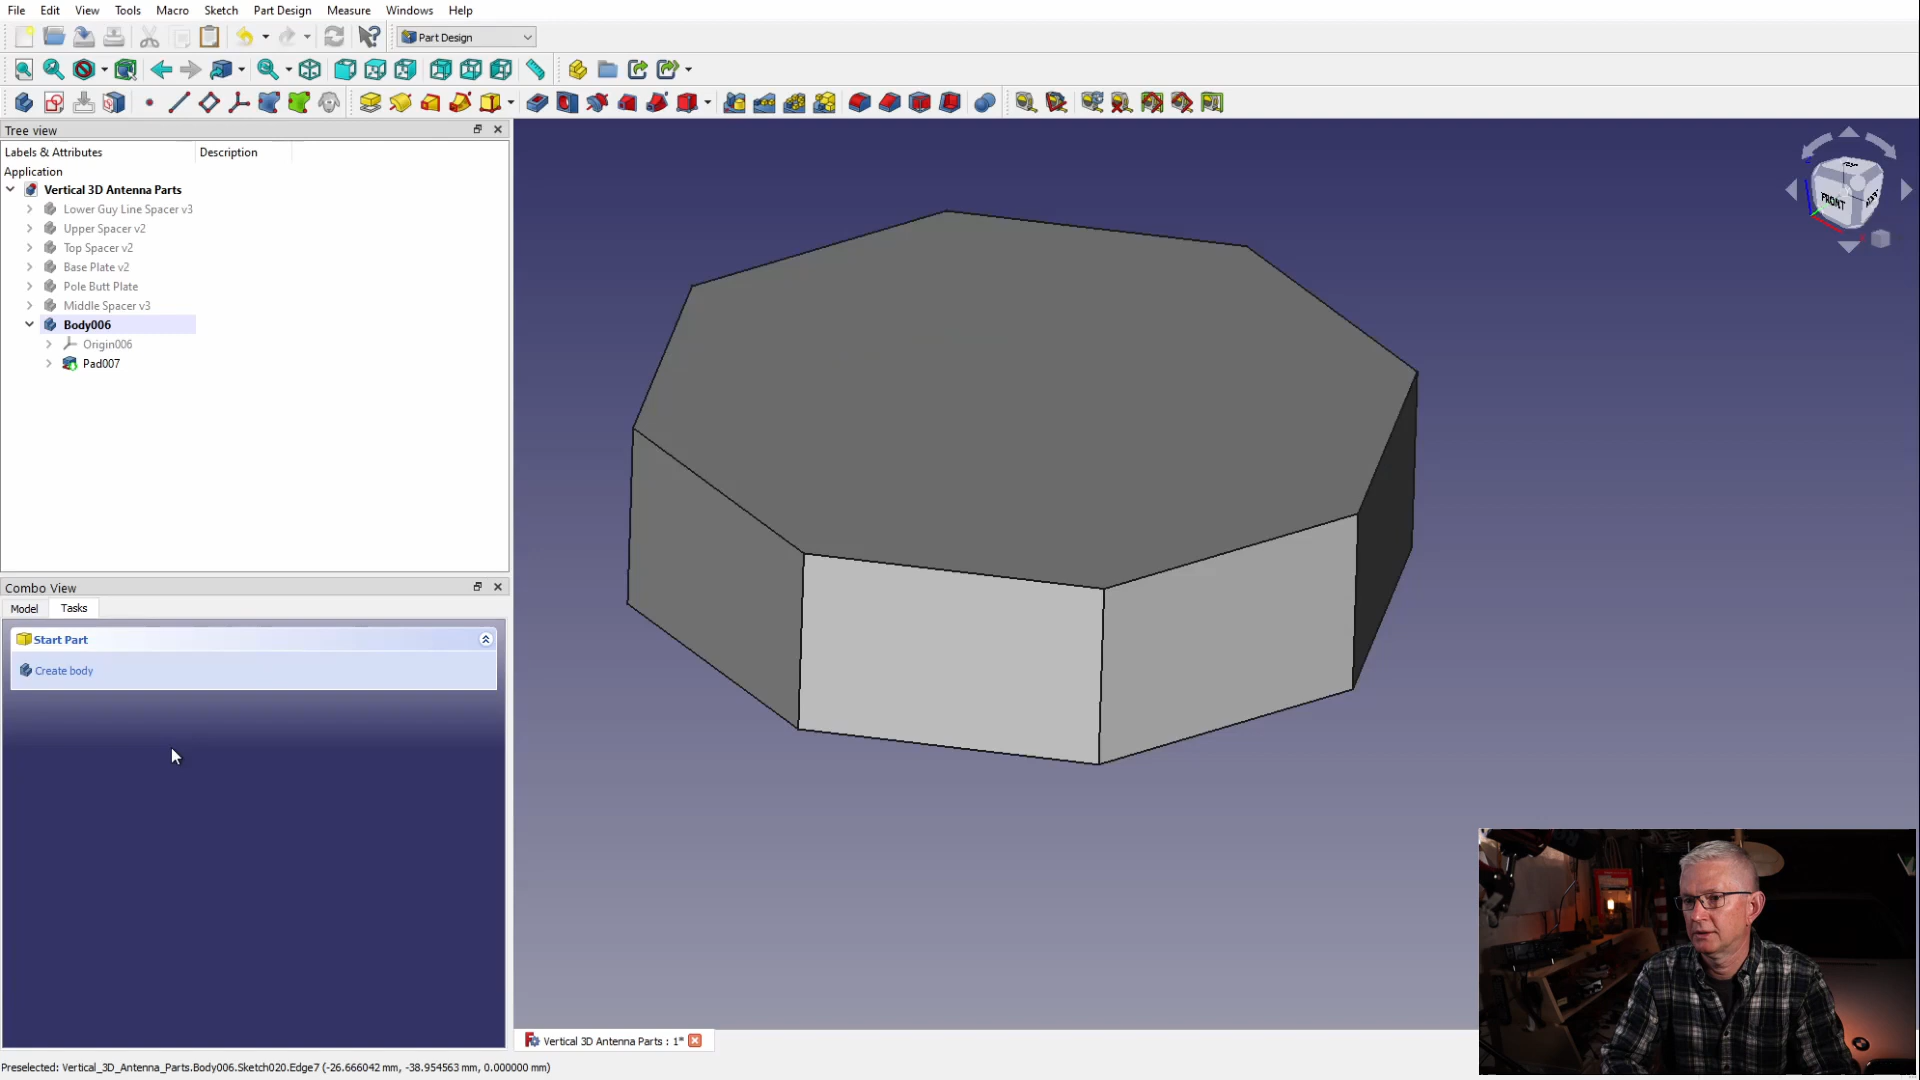 File Edit View Tools Macro Sketch Part Design Measure Windows Help
Part Design
Tree view
Labels & Attributes Description
Application
Vertical 3D Antenna Parts
Lower Guy Line Spacer v3
Upper Spacer v2
Top Spacer v2
Base Plate v2
Pole Butt Plate
Middle Spacer v3
Body006
Origin006
Pad007
Combo View
Model Tasks
Start Part
Create body
FRONT
Vertical 3D Antenna Parts : 1*
Preselected: Vertical_3D_Antenna_Parts.Body006.Sketch020.Edge7 (-26.666042 mm, -38.954563 mm, 0.000000 mm)